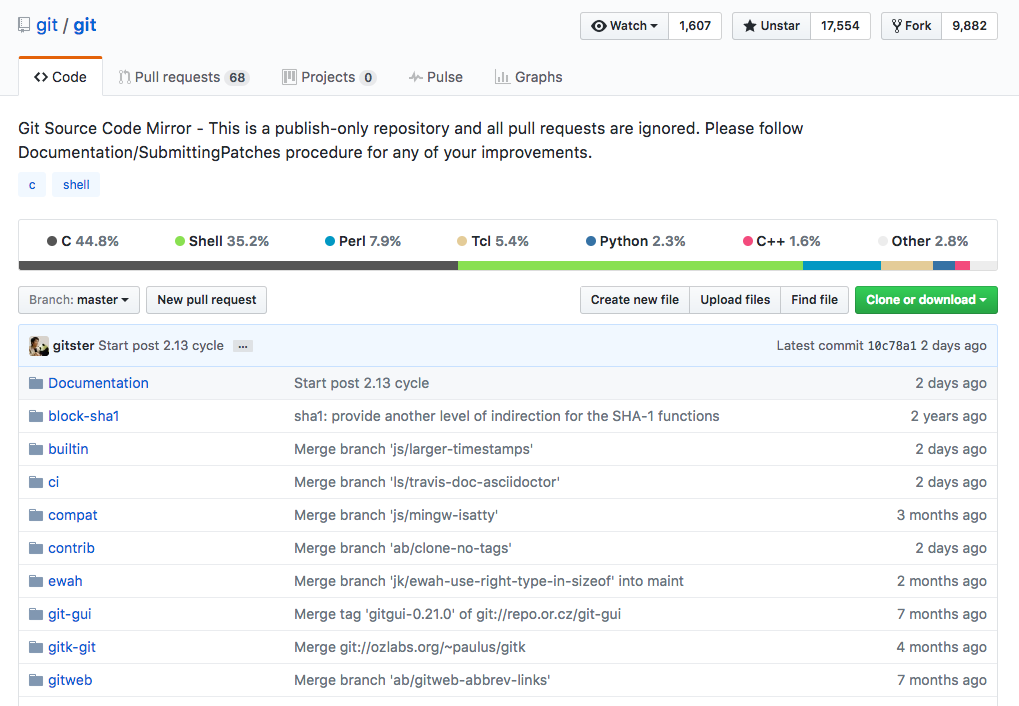 git / git Watch 1,607 Unstar 17,554 Fork 9,882
Code Pull requests 68 Projects 0 Pulse Graphs
Git Source Code Mirror - This is a publish-only repository and all pull requests are ignored. Please follow
Documentation/SubmittingPatches procedure for any of your improvements.
c shell
C 44.8% Shell 35.2% Perl 7.9% Tcl 5.4% Python 2.3% C++ 1.6% Other 2.8%
Branch: master New pull request Create new file Upload files Find file Clone or download
gitster Start post 2.13 cycle … Latest commit 10c78a1 2 days ago
Documentation Start post 2.13 cycle 2 days ago
block-sha1 sha1: provide another level of indirection for the SHA-1 functions 2 years ago
builtin Merge branch 'js/larger-timestamps' 2 days ago
ci Merge branch 'ls/travis-doc-asciidoctor' 2 days ago
compat Merge branch 'js/mingw-isatty' 3 months ago
contrib Merge branch 'ab/clone-no-tags' 2 days ago
ewah Merge branch 'jk/ewah-use-right-type-in-sizeof' into maint 2 months ago
git-gui Merge tag 'gitgui-0.21.0' of git://repo.or.cz/git-gui 7 months ago
gitk-git Merge git://ozlabs.org/~paulus/gitk 4 months ago
gitweb Merge branch 'ab/gitweb-abbrev-links' 7 months ago